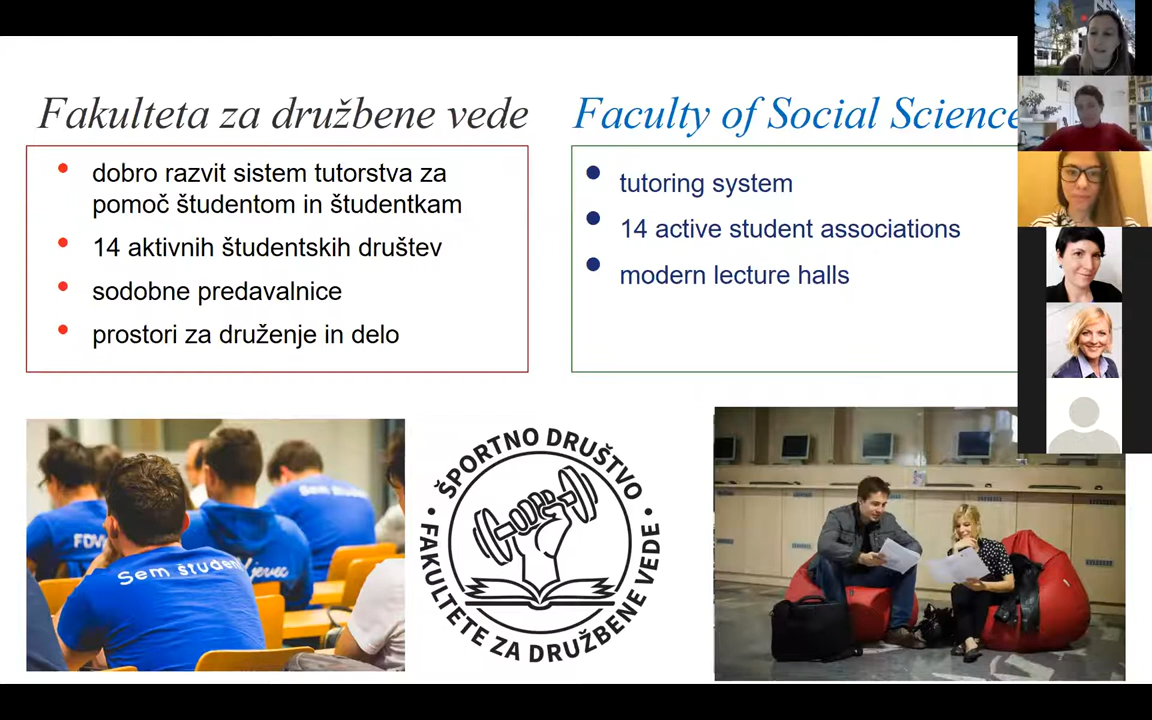 Fakulteta za družbene vede
dobro razvit sistem tutorstva za
pomoč študentom in študentkam
14 aktivnih študentskih društev
sodobne predavalnice
prostori za druženje in delo
Faculty of Social Science
tutoring system
14 active student associations
modern lecture halls
FDV
Sem študent
ŠPORTNO DRUŠTVO
FAKULTETE ZA DRUŽBENE VEDE